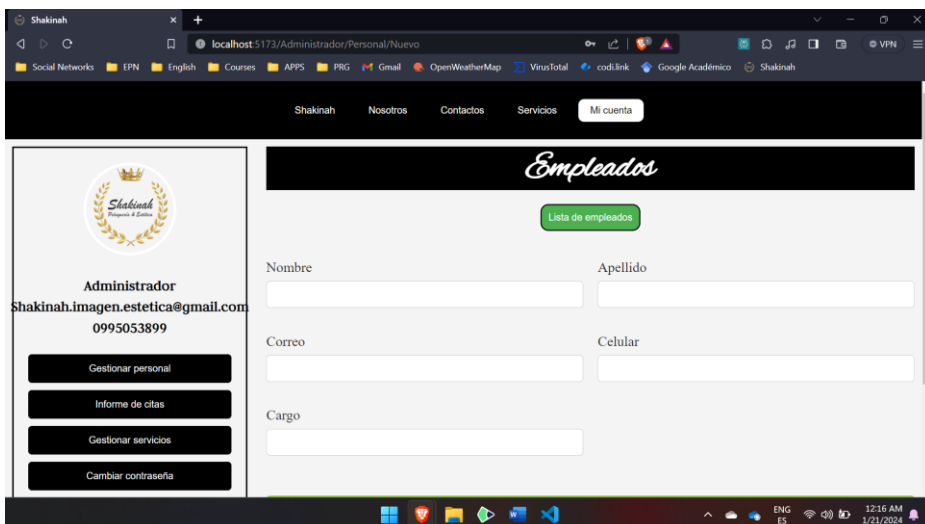 Shakinah
localhost:5173/Administrador/Personal/Nuevo
VPN
Social Networks EPN English Courses APPS PRG Gmail OpenWeatherMap VirusTotal codi.link Google Académico Shakinah
Shakinah Nosotros Contactos Servicios Mi cuenta
Shakinah
Peluquería & Estética
Administrador
Shakinah.imagen.estetica@gmail.com
0995053899
Gestionar personal
Informe de citas
Gestionar servicios
Cambiar contraseña
Empleados
Lista de empleados
Nombre Apellido
Correo Celular
Cargo
ENG 12:16 AM
ES 1/21/2024